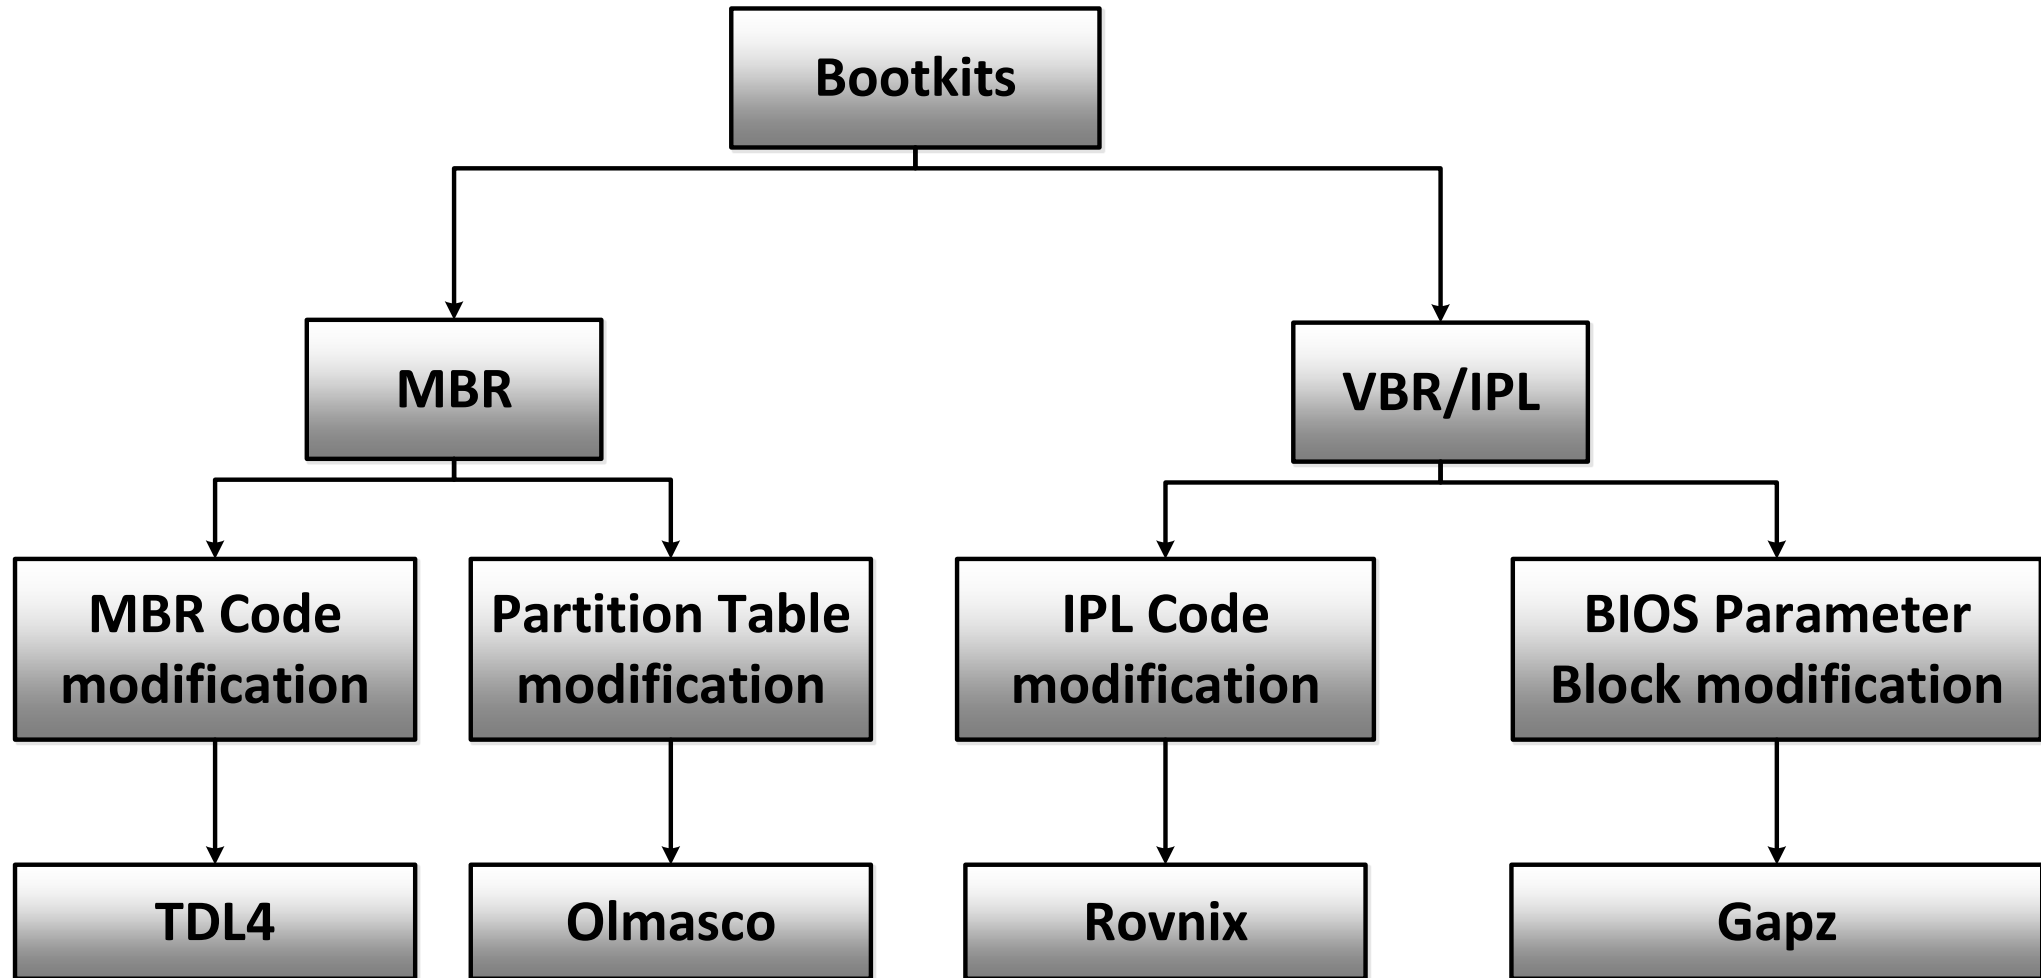 Bootkits
MBR
VBR/IPL
MBR Code
modification
Partition Table
modification
IPL Code
modification
BIOS Parameter
Block modification
TDL4
Olmasco
Rovnix
Gapz